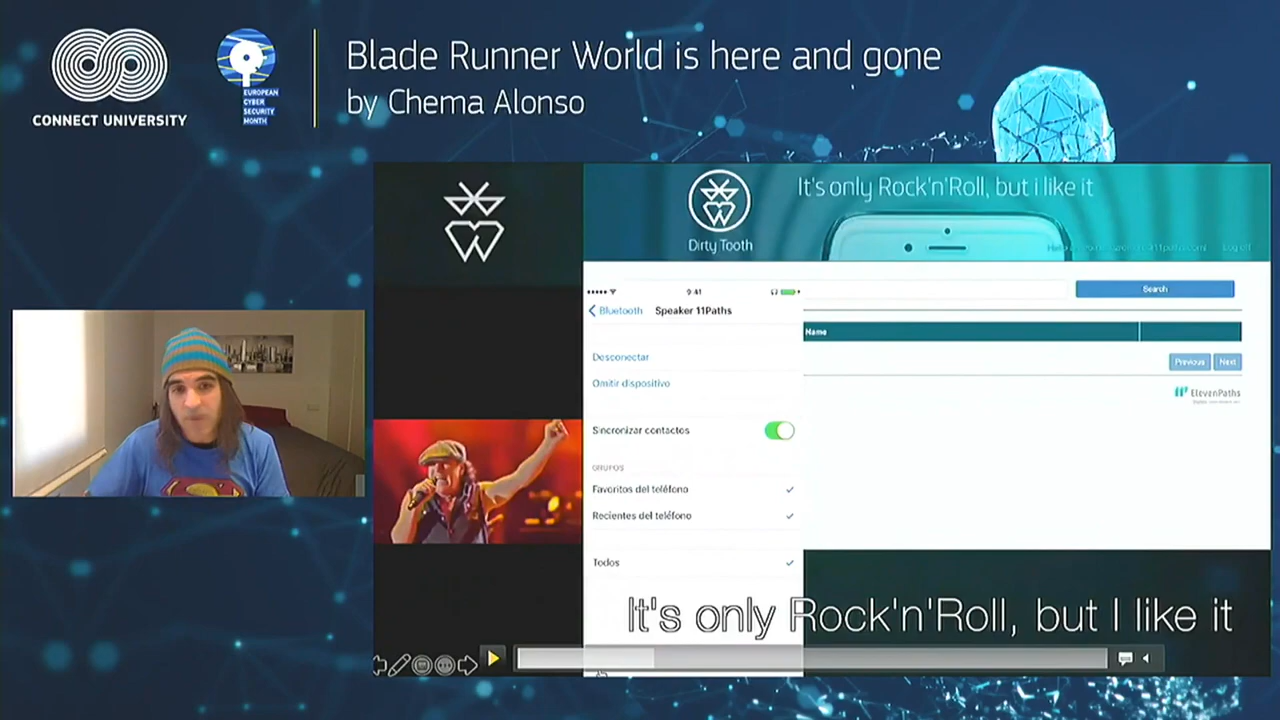 Blade Runner World is here and gone
by Chema Alonso
CONNECT UNIVERSITY
EUROPEAN
CYBER
SECURITY
MONTH
It's only Rock'n'Roll, but i like it
Dirty Tooth
Log off
Search
Name
Previous
Next
ElevenPaths
9:41
Bluetooth
Speaker 11Paths
Desconectar
Omitir dispositivo
Sincronizar contactos
GRUPOS
Favoritos del teléfono
Recientes del teléfono
Todos
It's only Rock'n'Roll, but I like it